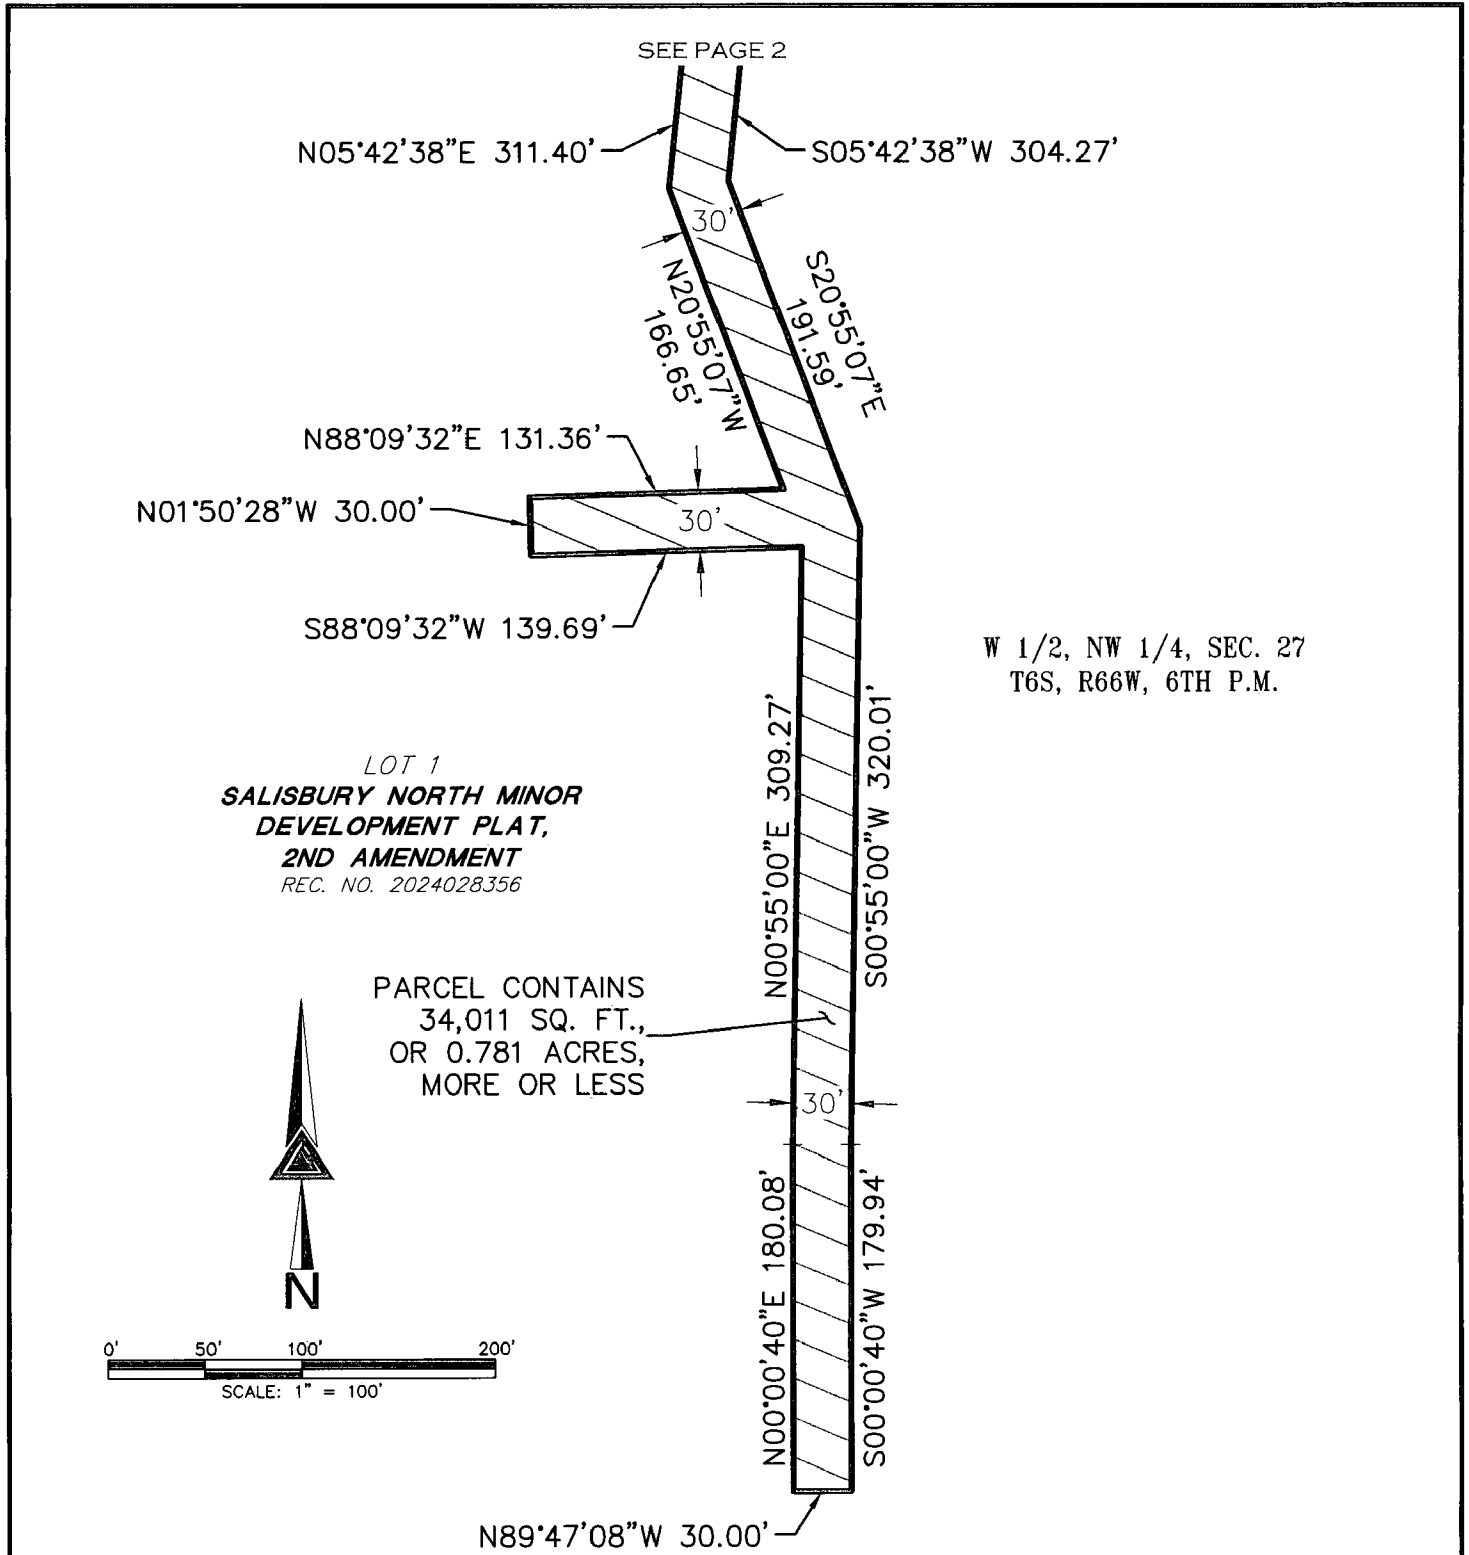 SEE PAGE 2
N05°42'38"E 311.40'
S05°42'38"W 304.27'
30'
N20°55'07"W
166.65'
S20°55'07"E
191.59'
N88°09'32"E 131.36'
N01°50'28"W 30.00'
30'
S88°09'32"W 139.69'
W 1/2, NW 1/4, SEC. 27
T6S, R66W, 6TH P.M.
N00°55'00"E 309.27'
S00°55'00"W 320.01'
LOT 1
SALISBURY NORTH MINOR
DEVELOPMENT PLAT,
2ND AMENDMENT
REC. NO. 2024028356
PARCEL CONTAINS
34,011 SQ. FT.,
OR 0.781 ACRES,
MORE OR LESS
30'
N00°00'40"E 180.08'
S00°00'40"W 179.94'
N
0' 50' 100' 200'
SCALE: 1" = 100'
N89°47'08"W 30.00'